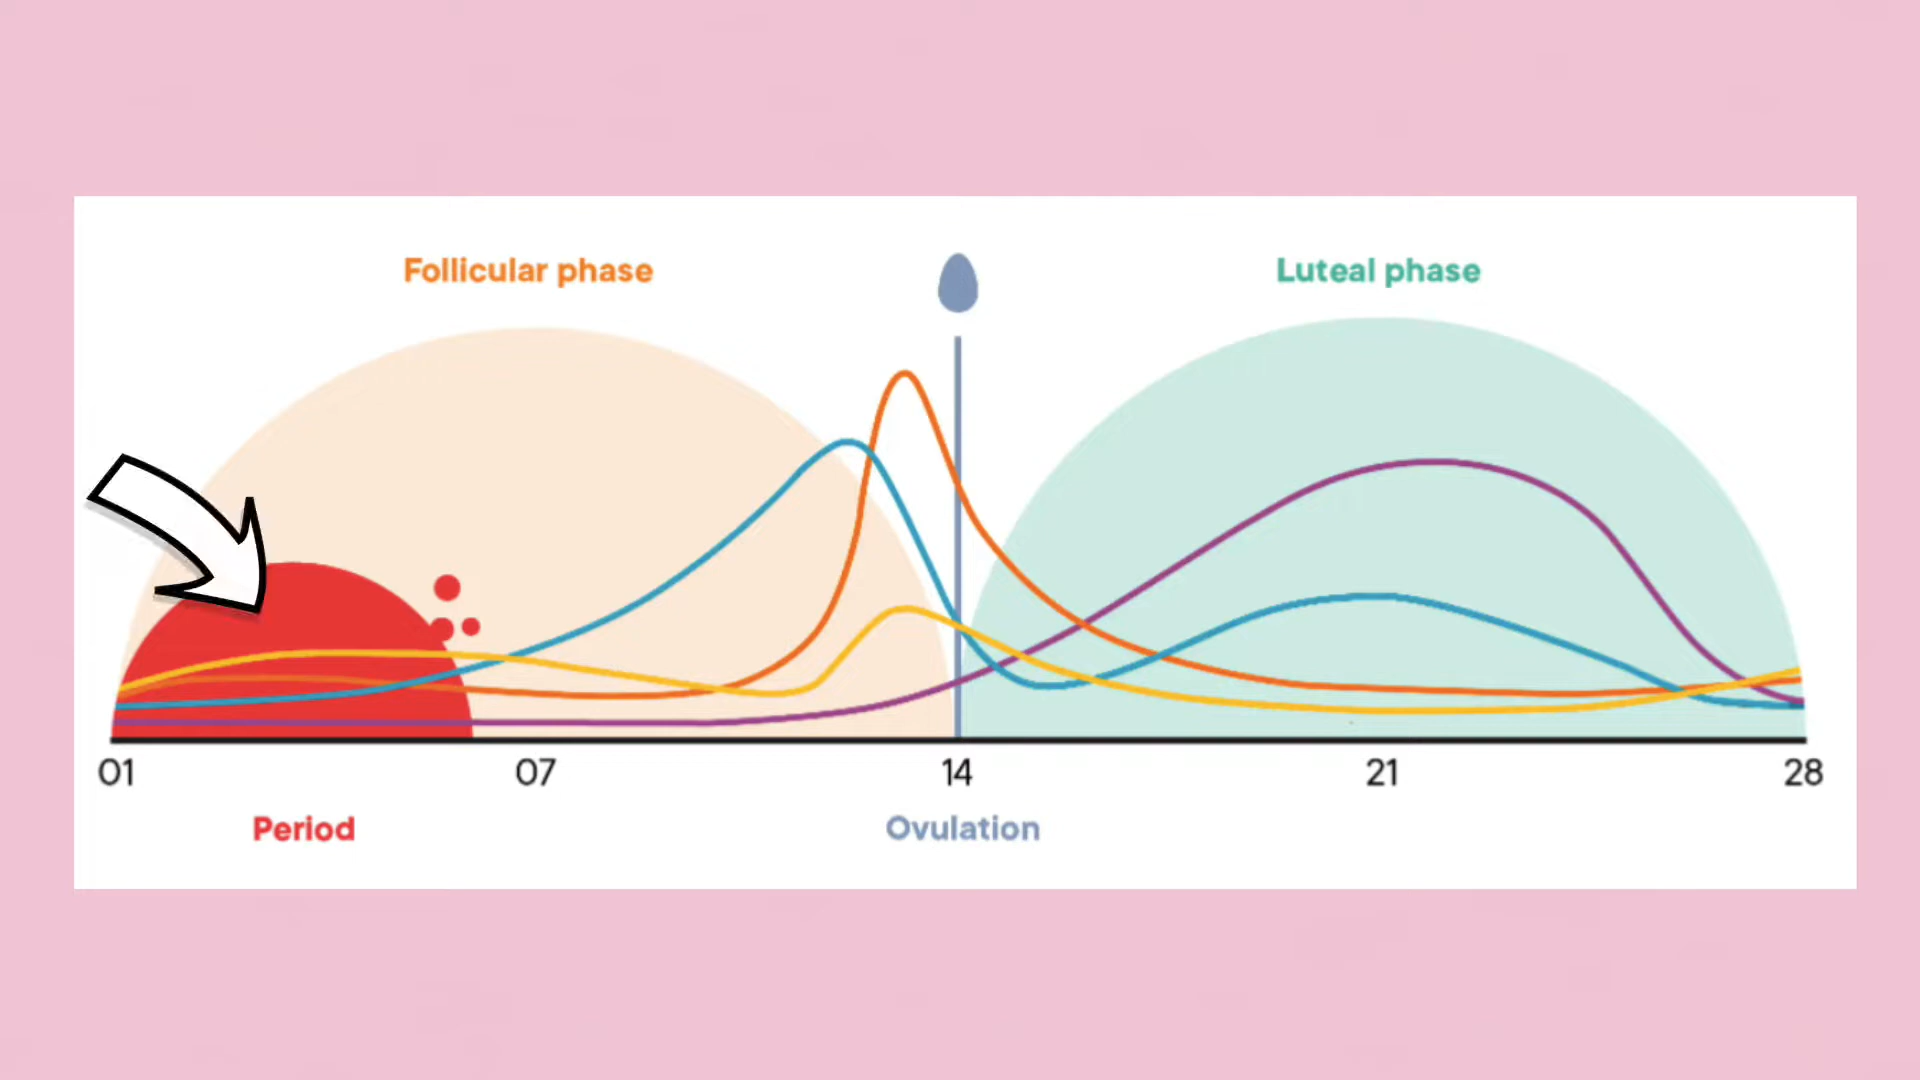 Follicular phase
Luteal phase
01 07 14 21 28
Period
Ovulation